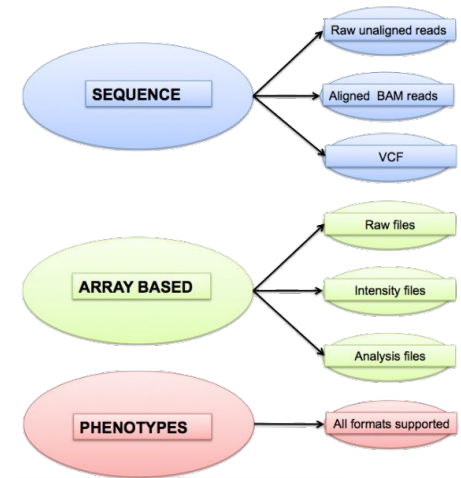 SEQUENCE
Raw unaligned reads
Aligned BAM reads
VCF
ARRAY BASED
Raw files
Intensity files
Analysis files
PHENOTYPES
All formats supported